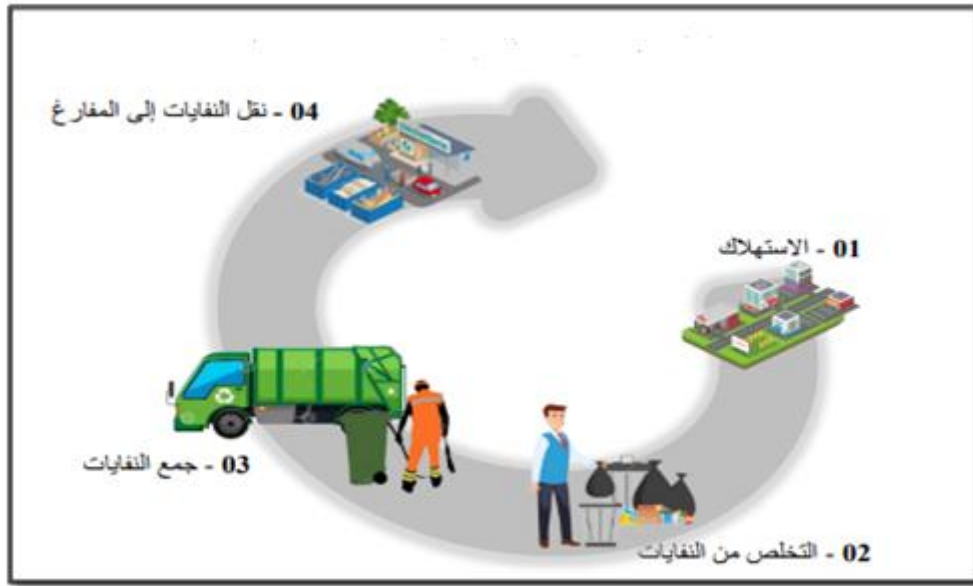 01 - الاستهلاك
02 - التخلص من النفايات
03 - جمع النفايات
04 - نقل النفايات إلى المفارغ